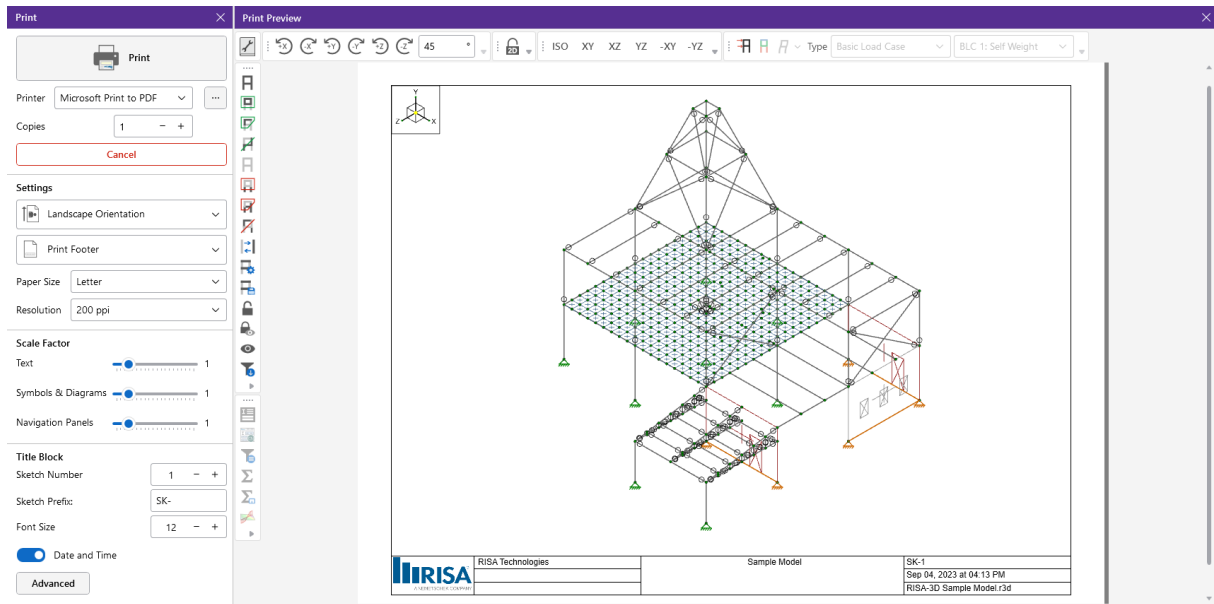 Print
Print Preview
Print
45 °
2D
ISO XY XZ YZ -XY -YZ
Type Basic Load Case BLC 1: Self Weight
Printer Microsoft Print to PDF ...
Copies 1 - +
Cancel
Settings
Landscape Orientation
Print Footer
Paper Size Letter
Resolution 200 ppi
Scale Factor
Text 1
Symbols & Diagrams 1
Navigation Panels 1
Title Block
Sketch Number 1 - +
Sketch Prefix: SK-
Font Size 12 - +
Date and Time
Advanced
Y
Z X
RISA
A NEMETSCHEK COMPANY
RISA Technologies
Sample Model
SK-1
Sep 04, 2023 at 04:13 PM
RISA-3D Sample Model.r3d